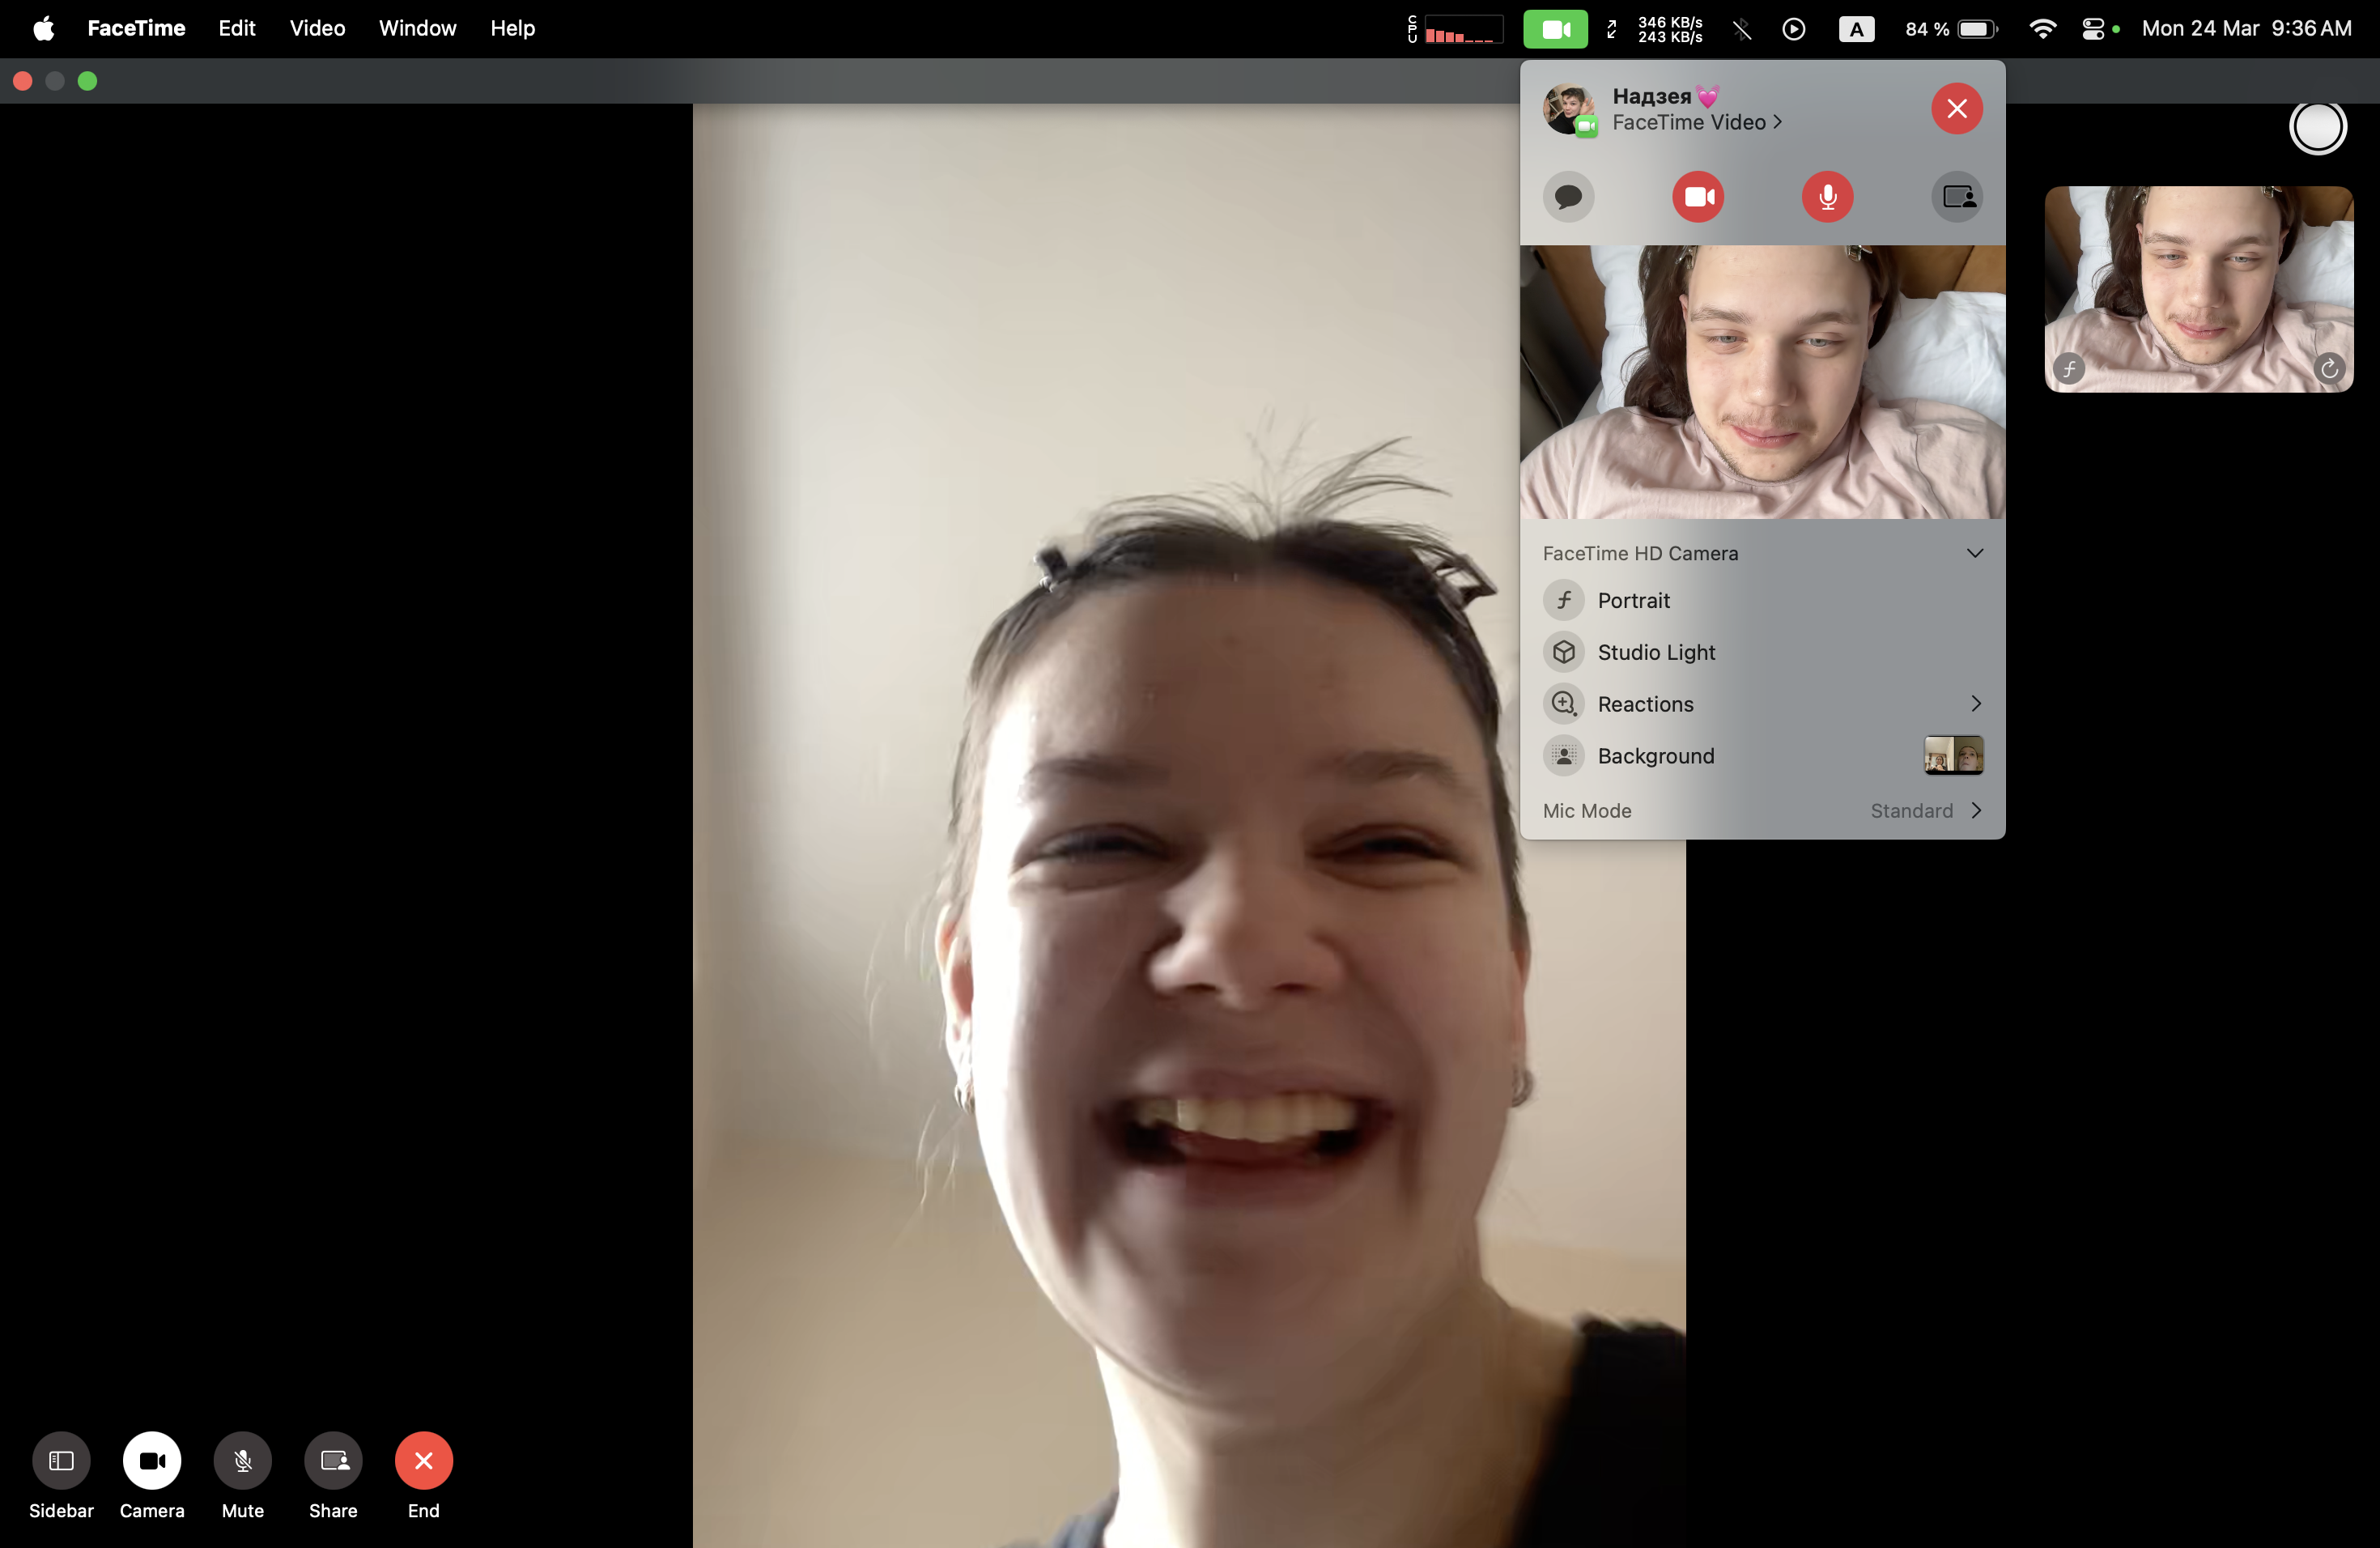 FaceTime Edit Video Window Help
CPU
346 KB/s
243 KB/s
A
84 %
Mon 24 Mar 9:36 AM
Надзея💓
FaceTime Video >
FaceTime HD Camera
Portrait
Studio Light
Reactions
Background
Mic Mode Standard
Sidebar Camera Mute Share End